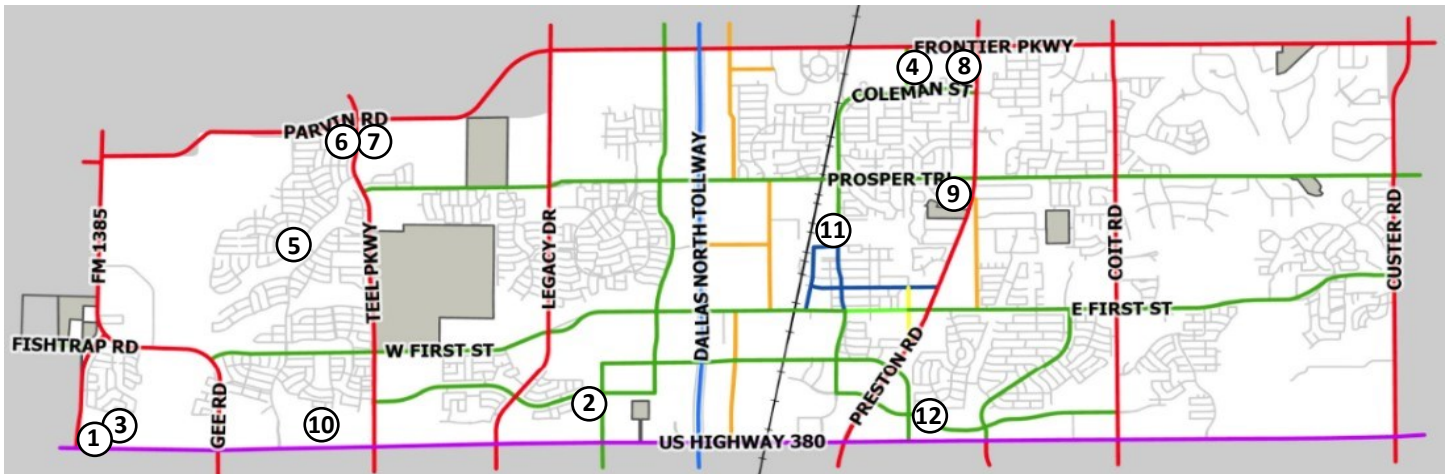 FRONTIER PKWY
4
8
COLEMAN ST
PARVIN RD
6
7
DALLAS NORTH TOLLWAY
PROSPER TRL
9
FM 1385
5
TEEL PKWY
LEGACY DR
11
COIT RD
CUSTER RD
E FIRST ST
FISHTRAP RD
W FIRST ST
PRESTON RD
GEE RD
2
3
1
10
12
US HIGHWAY 380